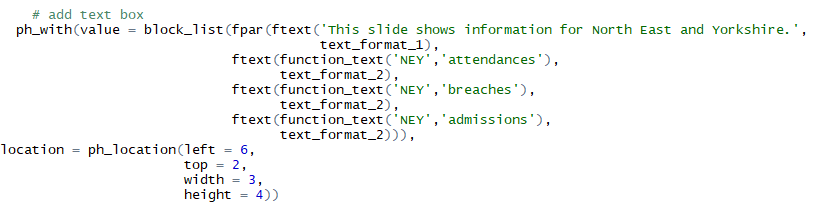 # add text box
ph_with(value = block_list(fpar(ftext('This slide shows information for North East and Yorkshire.',
text_format_1),
ftext(function_text('NEY','attendances'),
text_format_2),
ftext(function_text('NEY','breaches'),
text_format_2),
ftext(function_text('NEY','admissions'),
text_format_2))),
location = ph_location(left = 6,
top = 2,
width = 3,
height = 4))